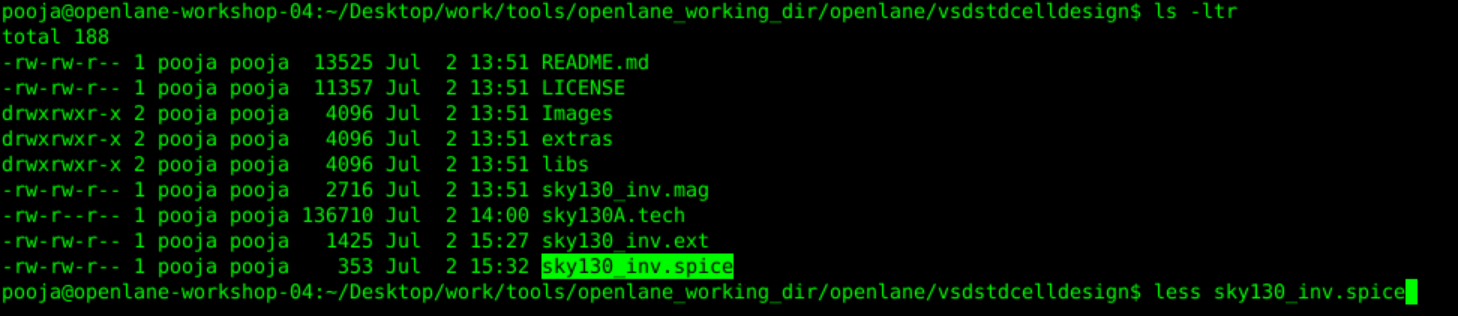 pooja@openlane-workshop-04:~/Desktop/work/tools/openlane_working_dir/openlane/vsdstdcelldesign$ ls -ltr
total 188
-rw-rw-r-- 1 pooja pooja  13525 Jul  2 13:51 README.md
-rw-rw-r-- 1 pooja pooja  11357 Jul  2 13:51 LICENSE
drwxrwxr-x 2 pooja pooja   4096 Jul  2 13:51 Images
drwxrwxr-x 2 pooja pooja   4096 Jul  2 13:51 extras
drwxrwxr-x 2 pooja pooja   4096 Jul  2 13:51 libs
-rw-rw-r-- 1 pooja pooja   2716 Jul  2 13:51 sky130_inv.mag
-rw-r--r-- 1 pooja pooja 136710 Jul  2 14:00 sky130A.tech
-rw-rw-r-- 1 pooja pooja   1425 Jul  2 15:27 sky130_inv.ext
-rw-rw-r-- 1 pooja pooja    353 Jul  2 15:32 sky130_inv.spice
pooja@openlane-workshop-04:~/Desktop/work/tools/openlane_working_dir/openlane/vsdstdcelldesign$ less sky130_inv.spice